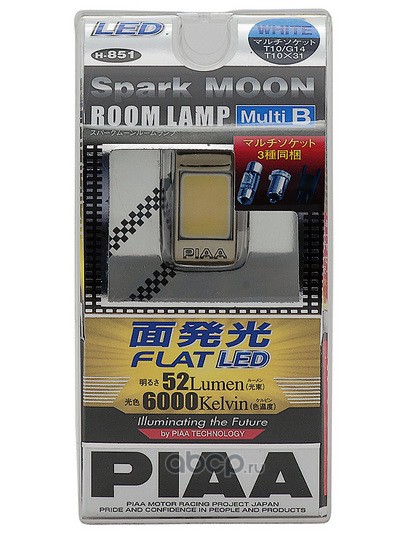 LED
WHITE
マルチソケット
T10/G14
T10×31
H-851
Spark MOON
ROOM LAMP Multi B
スパークムーンルームランプ
マルチソケット
3種同梱
PIAA
面発光
FLAT LED
明るさ 52Lumen ルーメン (光束)
光色 6000Kelvin ケルビン (色温度)
Illuminating the Future
by PIAA TECHNOLOGY
abcp.ru
PIAA
PIAA MOTOR RACING PROJECT JAPAN
PRIDE AND CONFIDENCE IN PEOPLE AND PRODUCTS